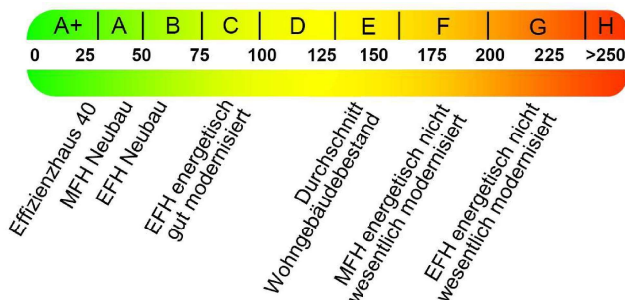 A+ A B C D E F G H
0 25 50 75 100 125 150 175 200 225 >250
Effizienzhaus 40
MFH Neubau
EFH Neubau
EFH energetisch
gut modernisiert
Durchschnitt
Wohngebäudebestand
MFH energetisch nicht
wesentlich modernisiert
EFH energetisch nicht
wesentlich modernisiert